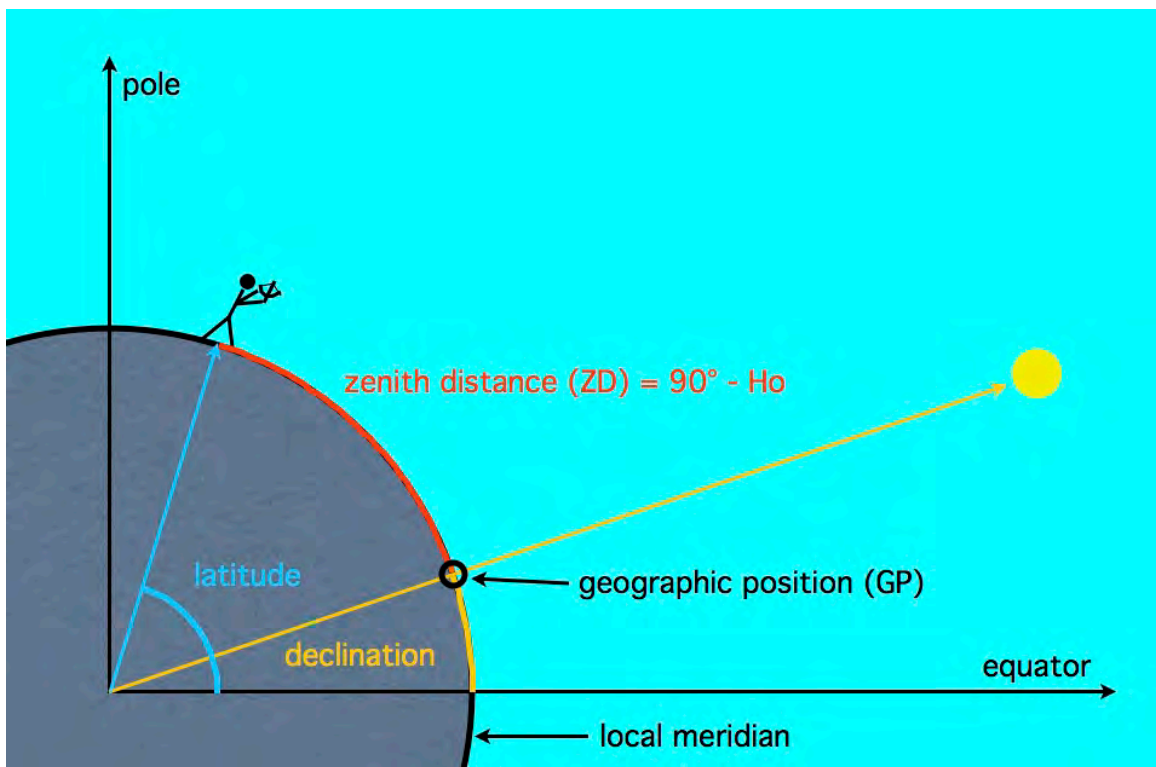 pole
zenith distance (ZD) = 90° - Ho
latitude
geographic position (GP)
declination
equator
local meridian